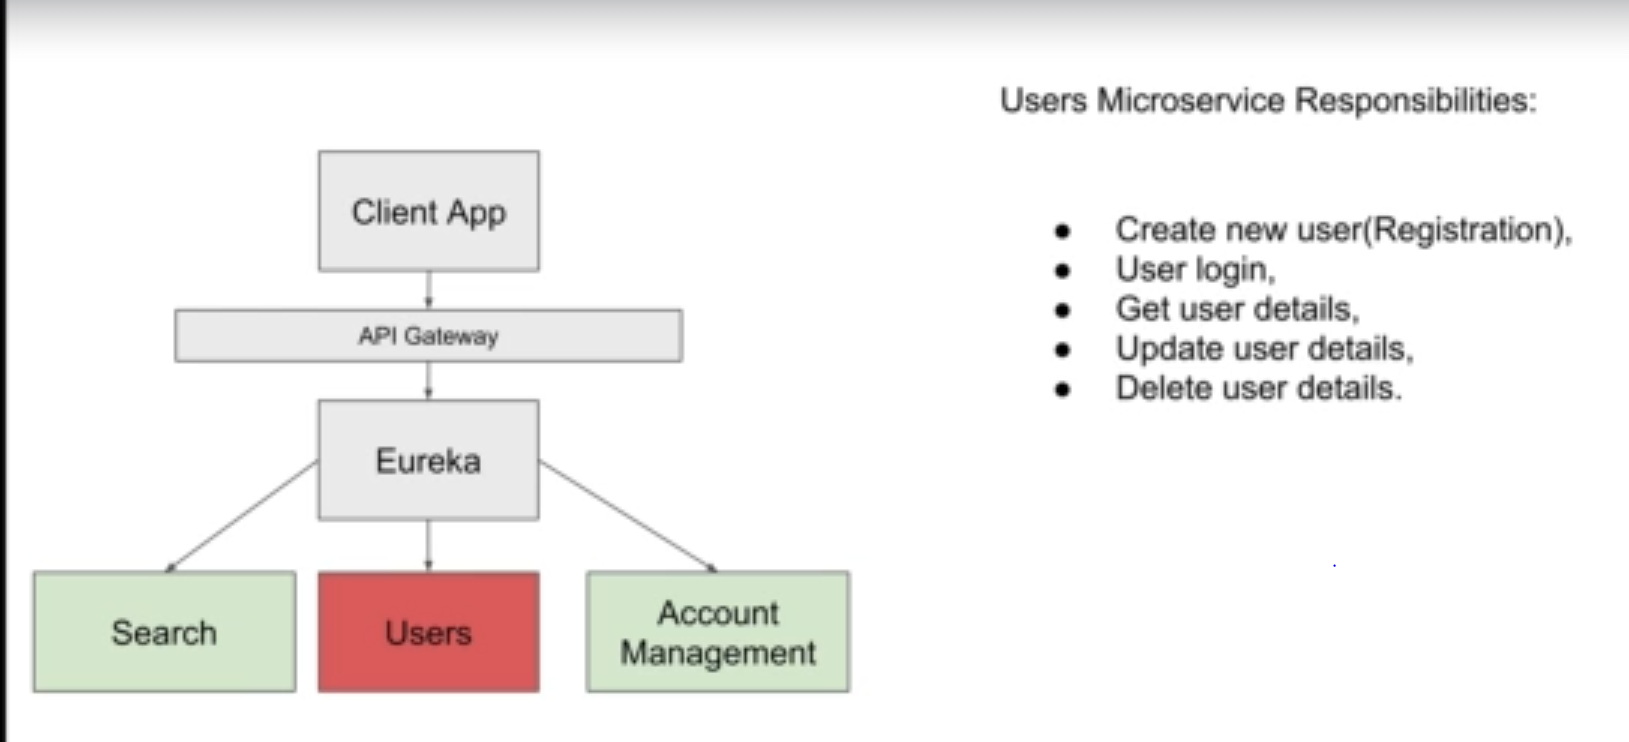 Users Microservice Responsibilities:
● Create new user(Registration),
● User login,
● Get user details,
● Update user details,
● Delete user details.
Client App
API Gateway
Eureka
Search
Users
Account
Management